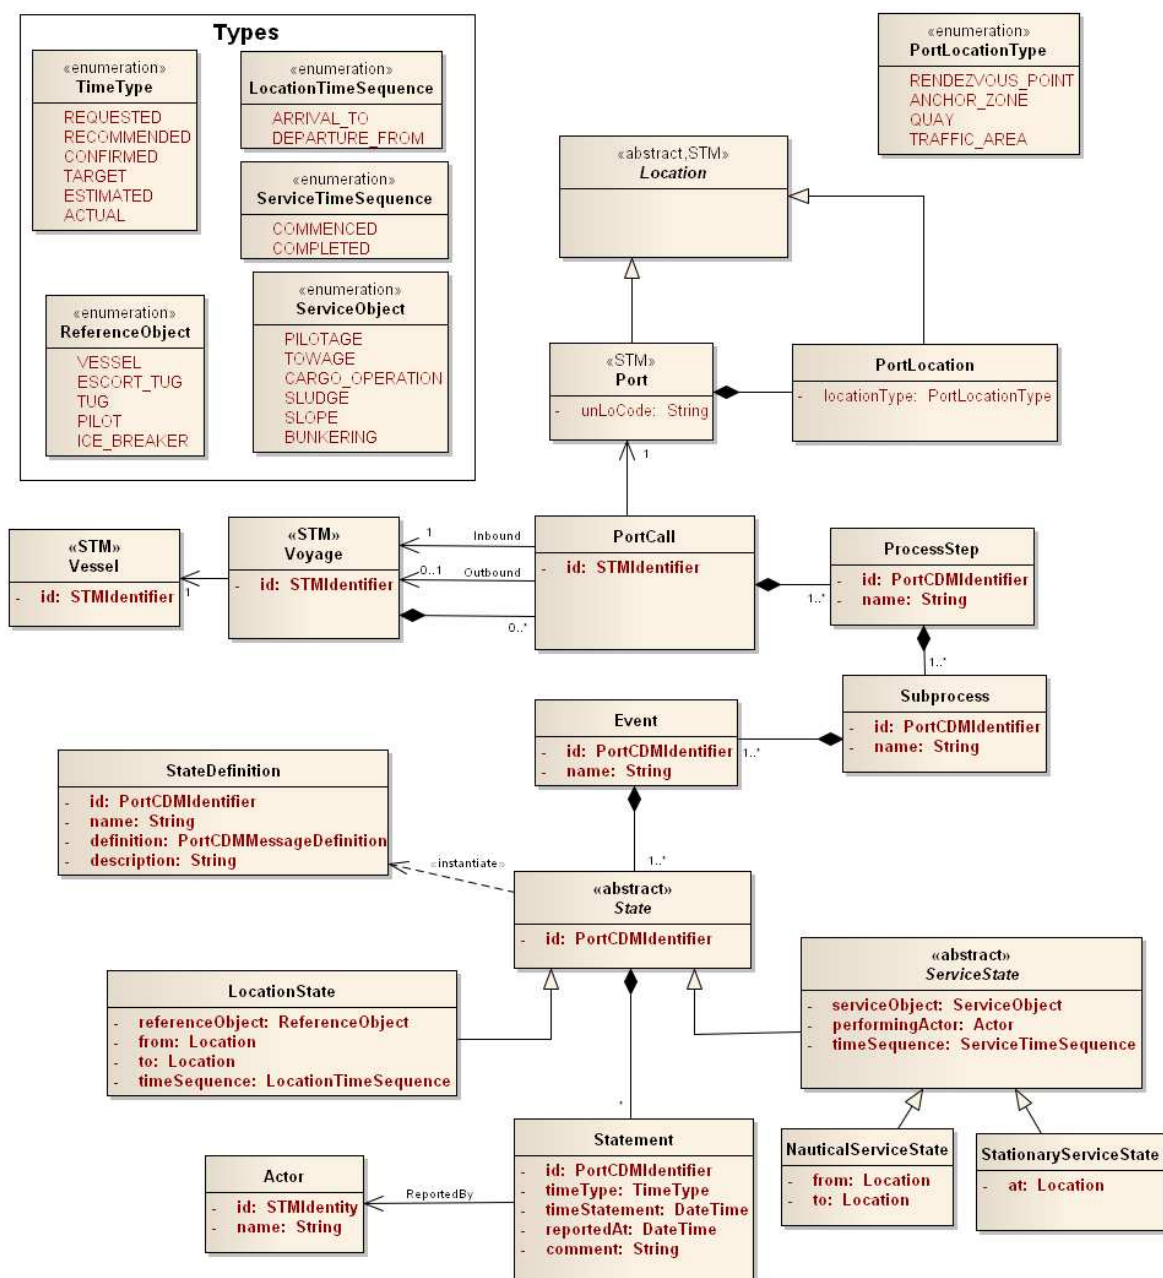 Types
«enumeration»
TimeType
REQUESTED
RECOMMENDED
CONFIRMED
TARGET
ESTIMATED
ACTUAL
«enumeration»
LocationTimeSequence
ARRIVAL_TO
DEPARTURE_FROM
«enumeration»
ServiceTimeSequence
COMMENCED
COMPLETED
«enumeration»
ReferenceObject
VESSEL
ESCORT_TUG
TUG
PILOT
ICE_BREAKER
«enumeration»
ServiceObject
PILOTAGE
TOWAGE
CARGO_OPERATION
SLUDGE
SLOPE
BUNKERING
«enumeration»
PortLocationType
RENDEZVOUS_POINT
ANCHOR_ZONE
QUAY
TRAFFIC_AREA
«abstract,STM»
Location
«STM»
Port
- unLoCode: String
PortLocation
- locationType: PortLocationType
1
«STM»
Vessel
- id: STMIdentifier
1
«STM»
Voyage
- id: STMIdentifier
1
Inbound
0..1
Outbound
0..*
PortCall
- id: STMIdentifier
1..*
ProcessStep
- id: PortCDMIdentifier
- name: String
1..*
Subprocess
- id: PortCDMIdentifier
- name: String
1..*
Event
- id: PortCDMIdentifier
- name: String
1..*
StateDefinition
- id: PortCDMIdentifier
- name: String
- definition: PortCDMMessageDefinition
- description: String
«instantiate»
«abstract»
State
- id: PortCDMIdentifier
«abstract»
ServiceState
- serviceObject: ServiceObject
- performingActor: Actor
- timeSequence: ServiceTimeSequence
LocationState
- referenceObject: ReferenceObject
- from: Location
- to: Location
- timeSequence: LocationTimeSequence
*
Statement
- id: PortCDMIdentifier
- timeType: TimeType
- timeStatement: DateTime
- reportedAt: DateTime
- comment: String
ReportedBy
Actor
- id: STMIdentity
- name: String
NauticalServiceState
- from: Location
- to: Location
StationaryServiceState
- at: Location